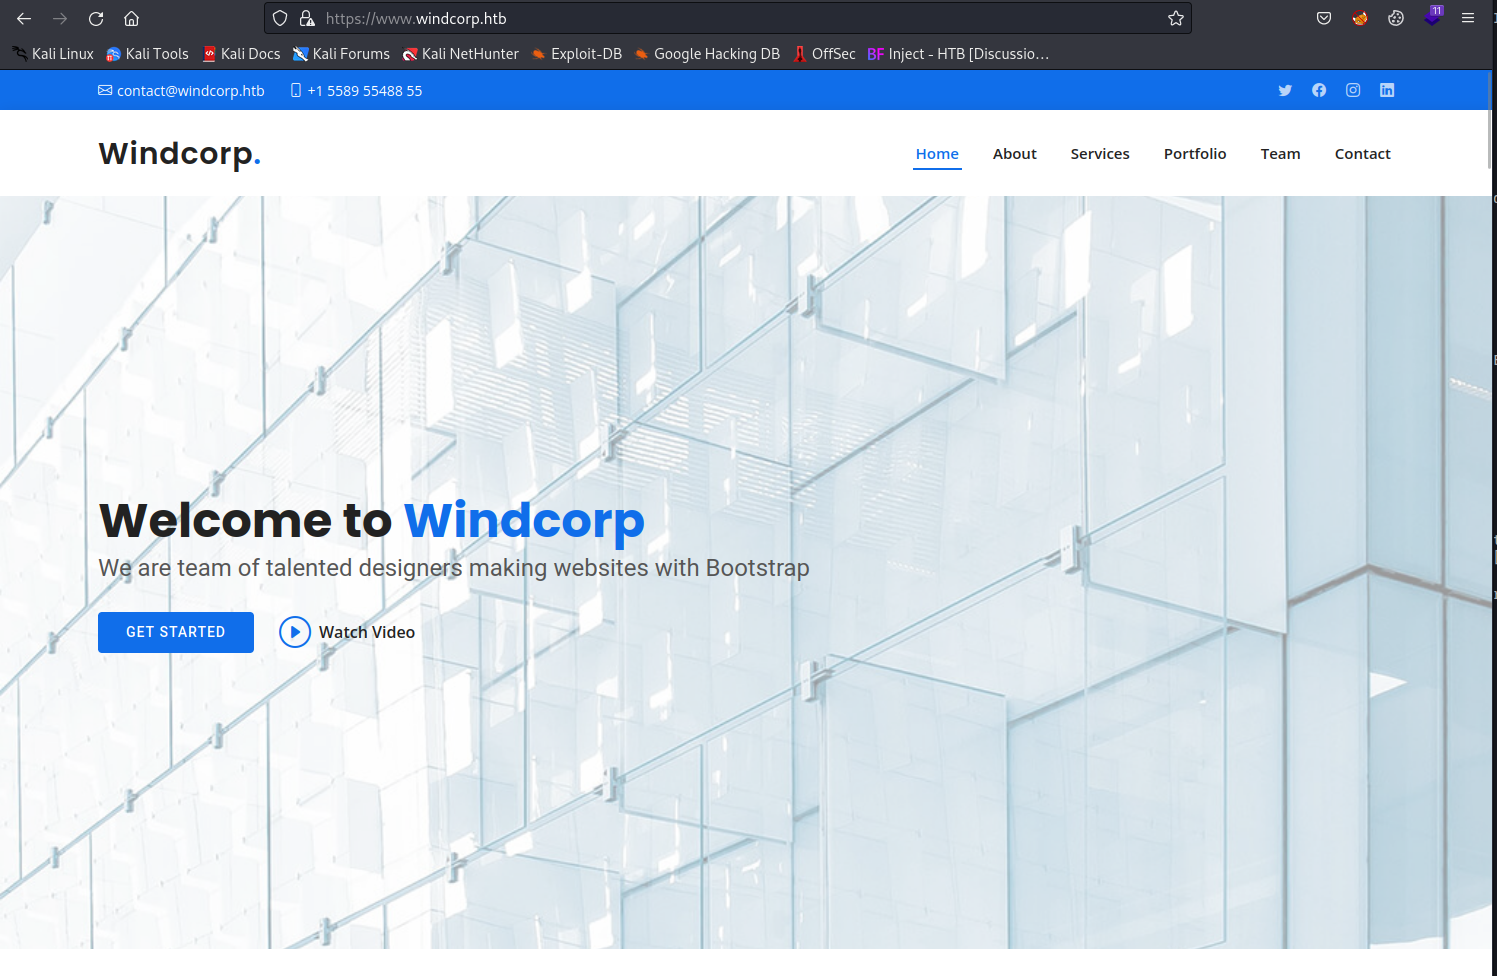 https://www.windcorp.htb
11
Kali Linux Kali Tools Kali Docs Kali Forums Kali NetHunter Exploit-DB Google Hacking DB OffSec BF Inject - HTB [Discussio…
contact@windcorp.htb +1 5589 55488 55
Windcorp.
Home About Services Portfolio Team Contact
Welcome to Windcorp
We are team of talented designers making websites with Bootstrap
GET STARTED Watch Video